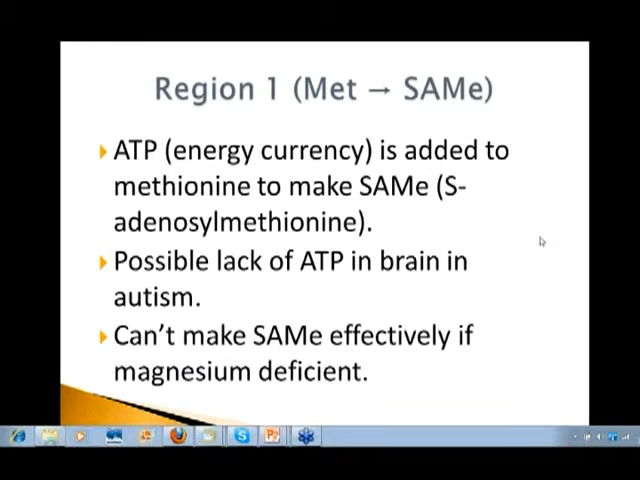 Region 1 (Met → SAMe)
ATP (energy currency) is added to
methionine to make SAMe (S-
adenosylmethionine).
Possible lack of ATP in brain in
autism.
Can't make SAMe effectively if
magnesium deficient.